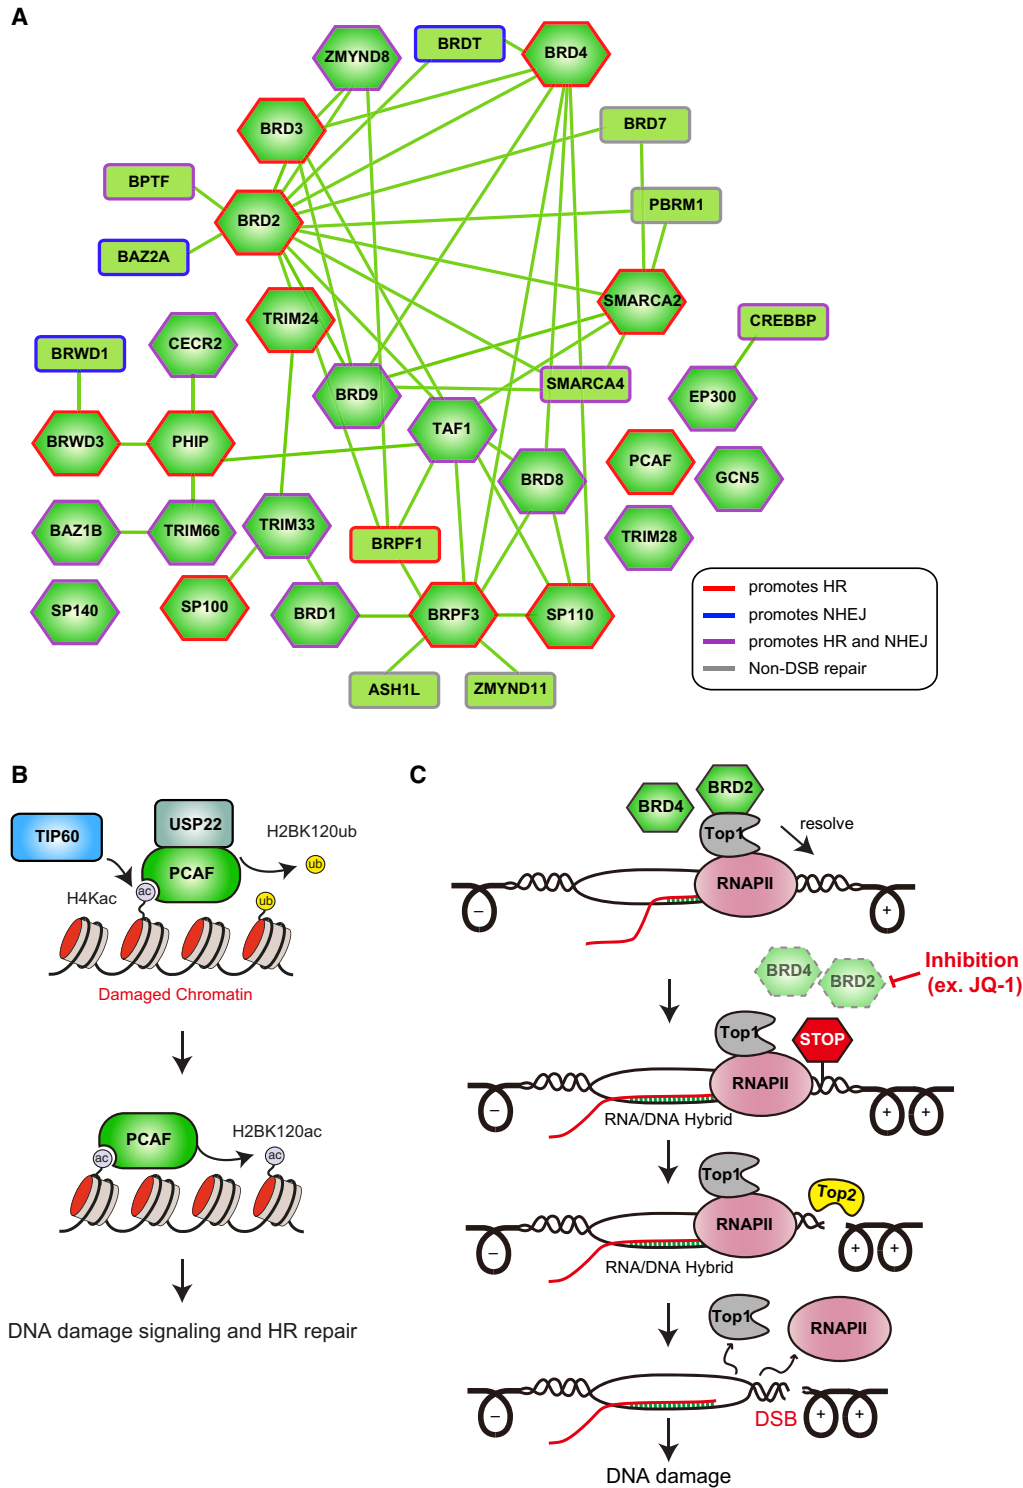 A
ZMYND8
BRDT
BRD4
BRD3
BRD7
BPTF
PBRM1
BRD2
BAZ2A
SMARCA2
TRIM24
CREBBP
CECR2
BRWD1
SMARCA4
BRD9
EP300
TAF1
BRWD3
PHIP
PCAF
BRD8
GCN5
BAZ1B
TRIM66
TRIM33
BRPF1
TRIM28
SP140
SP100
BRD1
BRPF3
SP110
ASH1L
ZMYND11
promotes HR
promotes NHEJ
promotes HR and NHEJ
Non-DSB repair
B
TIP60
USP22
H2BK120ub
PCAF
ub
ac
H4Kac
ub
Damaged Chromatin
PCAF
H2BK120ac
ac
ac
DNA damage signaling and HR repair
C
BRD4
BRD2
Top1
resolve
RNAPII
–
+
BRD4
BRD2
Inhibition
(ex. JQ-1)
Top1
STOP
RNAPII
–
RNA/DNA Hybrid
+ +
Top1
Top2
RNAPII
–
RNA/DNA Hybrid
+ +
Top1
RNAPII
–
DSB
+ +
DNA damage